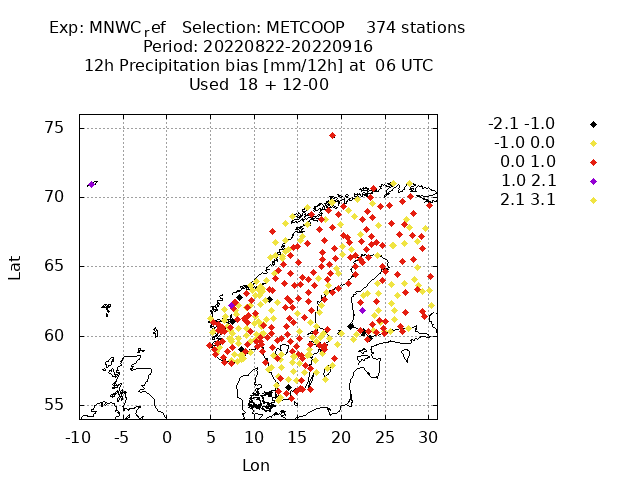 Exp: MNWC_ref   Selection: METCOOP    374 stations
Period: 20220822-20220916
12h Precipitation bias [mm/12h] at  06 UTC
Used  18 + 12-00
-2.1 -1.0
-1.0 0.0
0.0 1.0
1.0 2.1
2.1 3.1
75
70
65
60
55
Lat
-10 -5 0 5 10 15 20 25 30
Lon